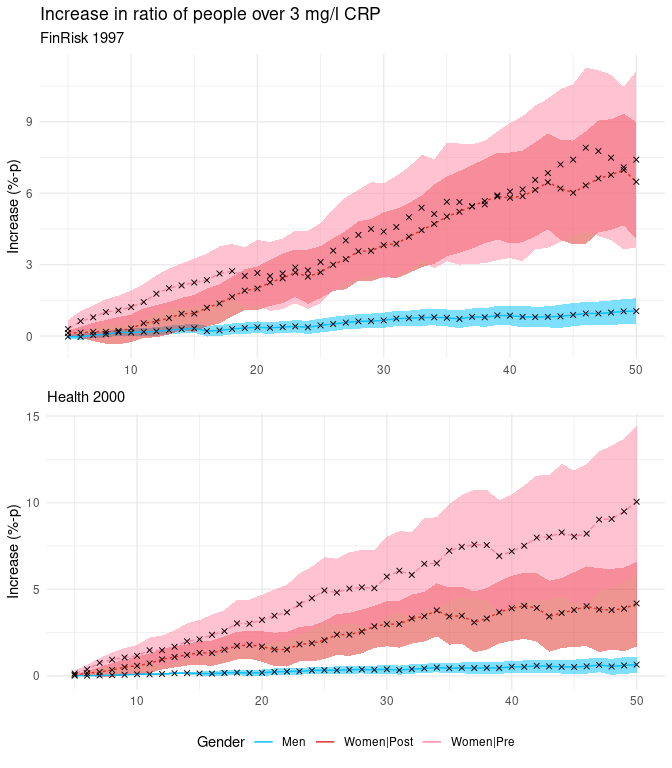 Increase in ratio of people over 3 mg/l CRP
FinRisk 1997
Increase (%-p)
9
6
3
0
10 20 30 40 50
Health 2000
Increase (%-p)
15
10
5
0
10 20 30 40 50
Gender Men Women|Post Women|Pre